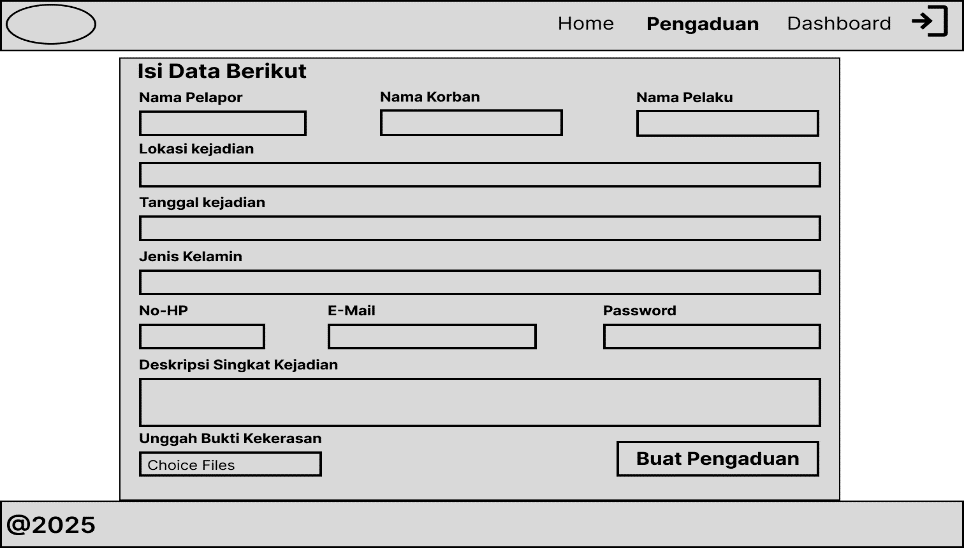 Home Pengaduan Dashboard
Isi Data Berikut
Nama Pelapor Nama Korban Nama Pelaku
Lokasi kejadian
Tanggal kejadian
Jenis Kelamin
No-HP E-Mail Password
Deskripsi Singkat Kejadian
Unggah Bukti Kekerasan
Choice Files
Buat Pengaduan
@2025